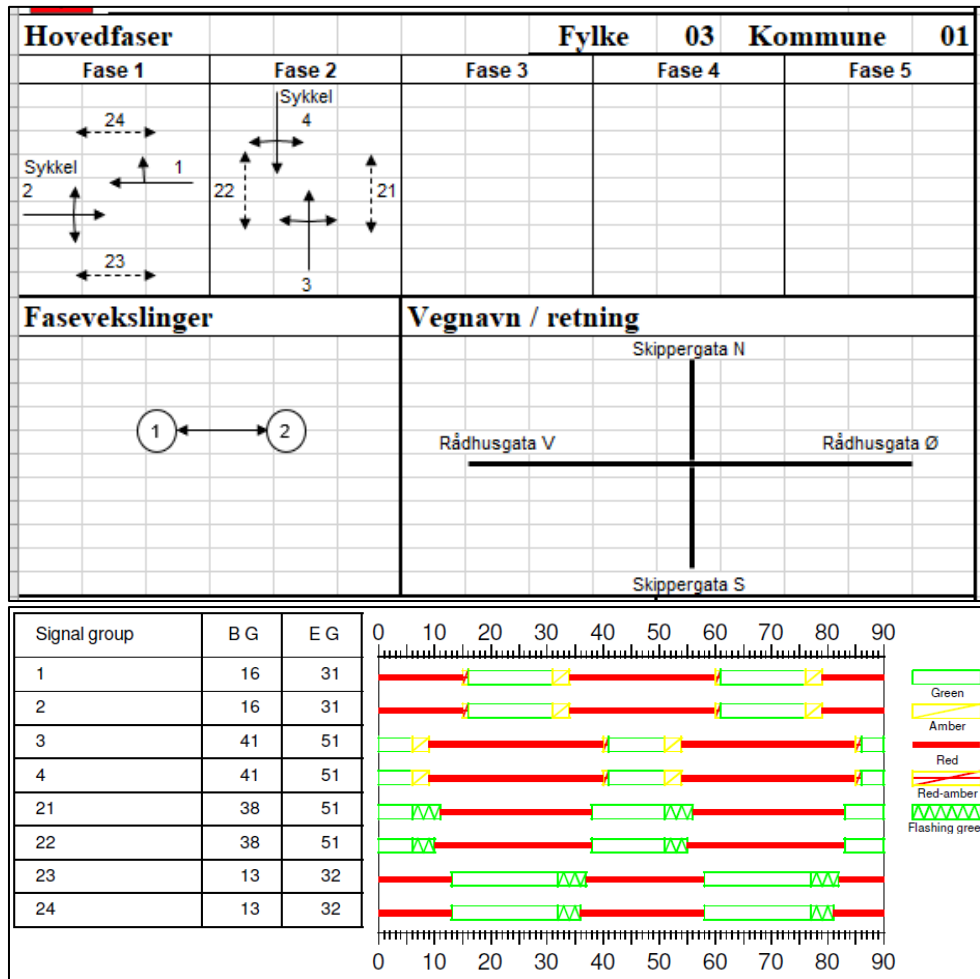 Hovedfaser Fylke 03 Kommune 01
Fase 1 Fase 2 Fase 3 Fase 4 Fase 5
24
Sykkel
1
2
23
Sykkel
4
22 21
3
Fasevekslinger Vegnavn / retning
1 2
Skippergata N
Rådhusgata V Rådhusgata Ø
Skippergata S
Signal group B G E G 0 10 20 30 40 50 60 70 80 90
1 16 31
2 16 31
3 41 51
4 41 51
21 38 51
22 38 51
23 13 32
24 13 32
Green
Amber
Red
Red-amber
Flashing green
0 10 20 30 40 50 60 70 80 90